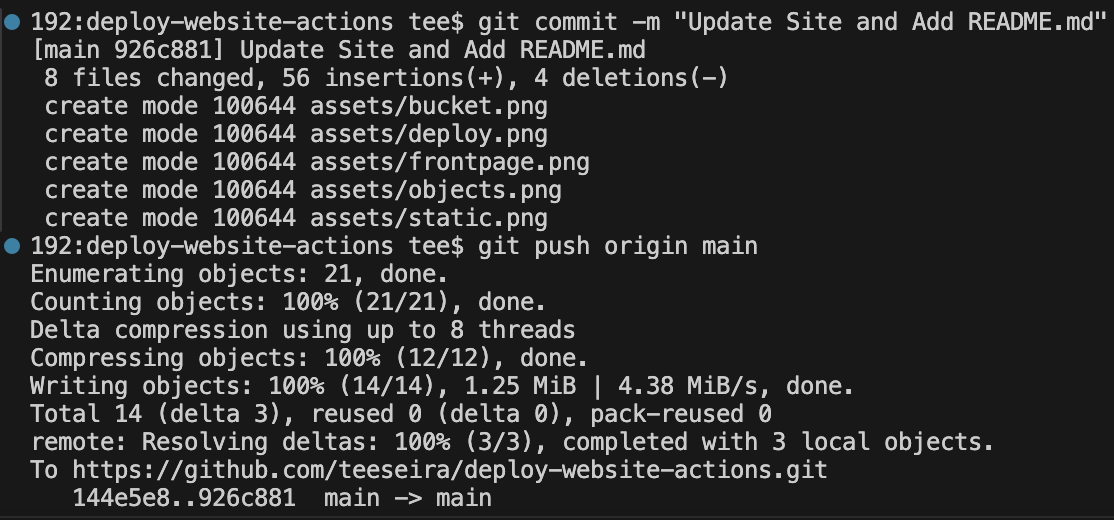 192:deploy-website-actions tee$ git commit -m "Update Site and Add README.md"
[main 926c881] Update Site and Add README.md
 8 files changed, 56 insertions(+), 4 deletions(-)
 create mode 100644 assets/bucket.png
 create mode 100644 assets/deploy.png
 create mode 100644 assets/frontpage.png
 create mode 100644 assets/objects.png
 create mode 100644 assets/static.png
192:deploy-website-actions tee$ git push origin main
Enumerating objects: 21, done.
Counting objects: 100% (21/21), done.
Delta compression using up to 8 threads
Compressing objects: 100% (12/12), done.
Writing objects: 100% (14/14), 1.25 MiB | 4.38 MiB/s, done.
Total 14 (delta 3), reused 0 (delta 0), pack-reused 0
remote: Resolving deltas: 100% (3/3), completed with 3 local objects.
To https://github.com/teeseira/deploy-website-actions.git
   144e5e8..926c881  main -> main